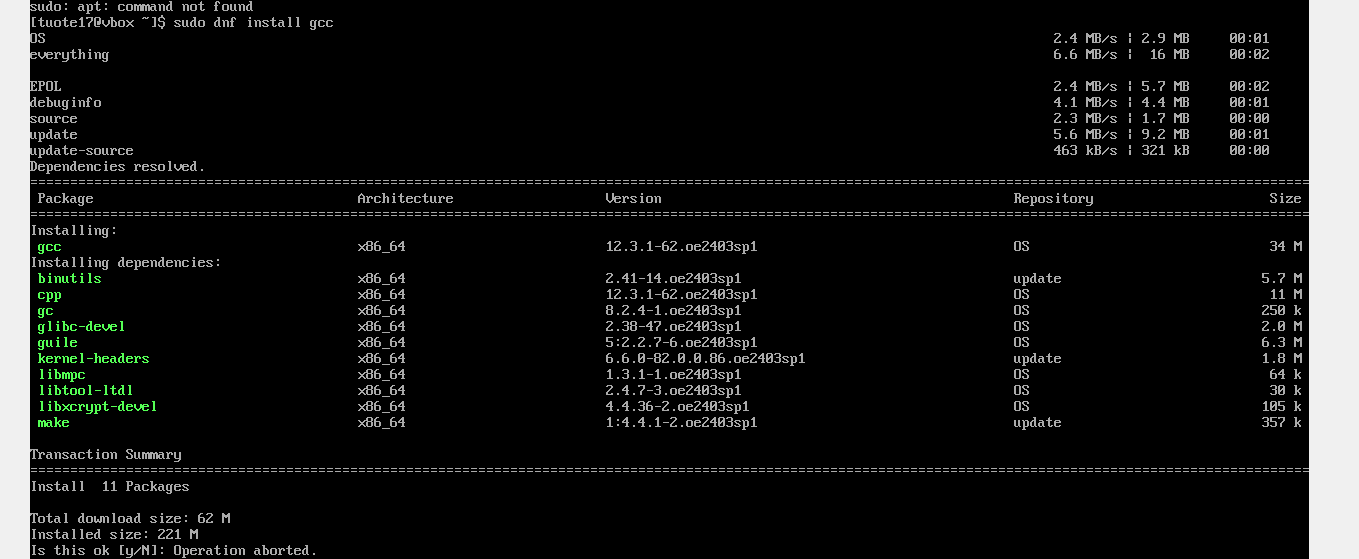 sudo: apt: command not found
[tuote17@vbox ~]$ sudo dnf install gcc
OS 2.4 MB/s ¦ 2.9 MB 00:01
everything 6.6 MB/s ¦ 16 MB 00:02
EPOL 2.4 MB/s ¦ 5.7 MB 00:02
debuginfo 4.1 MB/s ¦ 4.4 MB 00:01
source 2.3 MB/s ¦ 1.7 MB 00:00
update 5.6 MB/s ¦ 9.2 MB 00:01
update-source 463 kB/s ¦ 321 kB 00:00
Dependencies resolved.
Package Architecture Version Repository Size
Installing:
gcc x86_64 12.3.1-62.oe2403sp1 OS 34 M
Installing dependencies:
binutils x86_64 2.41-14.oe2403sp1 update 5.7 M
cpp x86_64 12.3.1-62.oe2403sp1 OS 11 M
gc x86_64 8.2.4-1.oe2403sp1 OS 250 k
glibc-devel x86_64 2.38-47.oe2403sp1 OS 2.0 M
guile x86_64 5:2.2.7-6.oe2403sp1 OS 6.3 M
kernel-headers x86_64 6.6.0-82.0.0.86.oe2403sp1 update 1.8 M
libmpc x86_64 1.3.1-1.oe2403sp1 OS 64 k
libtool-ltdl x86_64 2.4.7-3.oe2403sp1 OS 30 k
libxcrypt-devel x86_64 4.4.36-2.oe2403sp1 OS 105 k
make x86_64 1:4.4.1-2.oe2403sp1 update 357 k
Transaction Summary
Install 11 Packages
Total download size: 62 M
Installed size: 221 M
Is this ok [y/N]: Operation aborted.